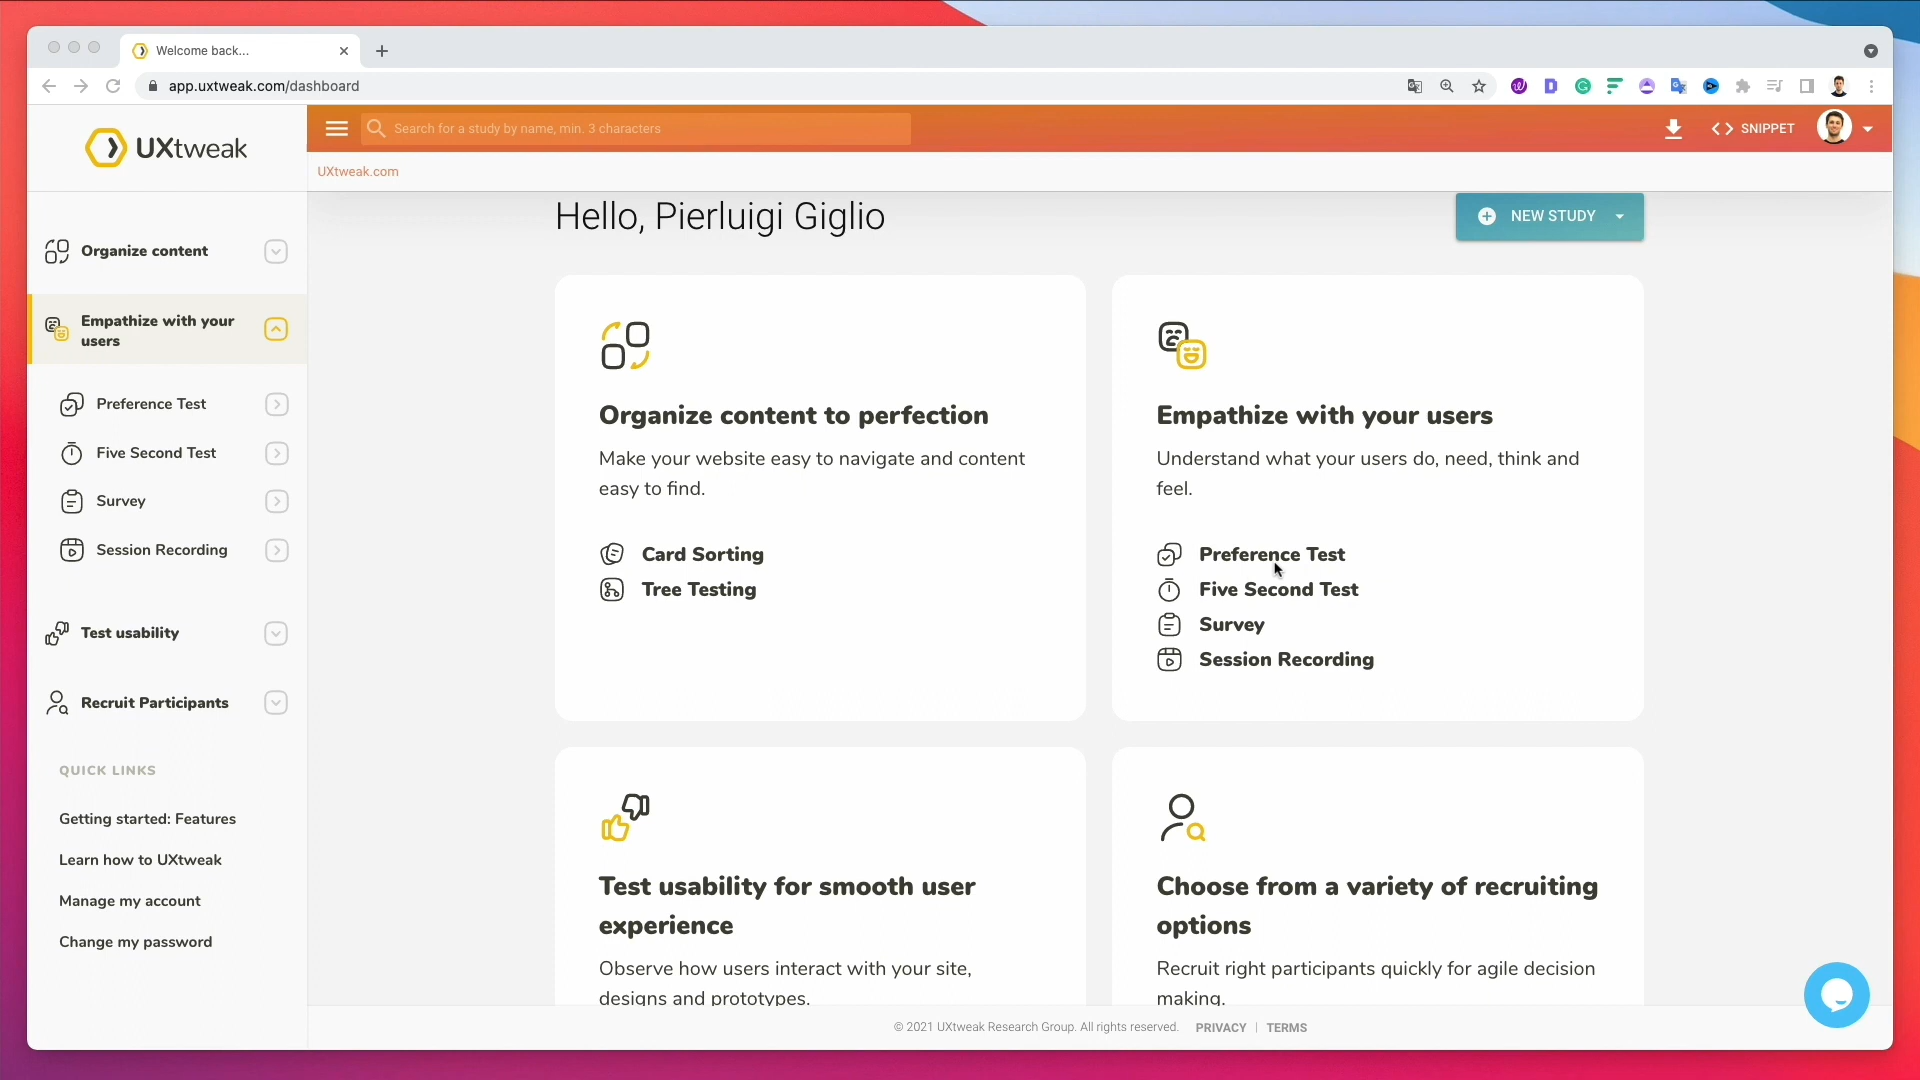 Welcome back...
app.uxtweak.com/dashboard
UXtweak
Search for a study by name, min. 3 characters
SNIPPET
UXtweak.com
Organize content
Empathize with your
users
Preference Test
Five Second Test
Survey
Session Recording
Test usability
Recruit Participants
QUICK LINKS
Getting started: Features
Learn how to UXtweak
Manage my account
Change my password
Hello, Pierluigi Giglio
NEW STUDY
Organize content to perfection
Make your website easy to navigate and content
easy to find.
Card Sorting
Tree Testing
Empathize with your users
Understand what your users do, need, think and
feel.
Preference Test
Five Second Test
Survey
Session Recording
Test usability for smooth user
experience
Observe how users interact with your site,
designs and prototypes.
Choose from a variety of recruiting
options
Recruit right participants quickly for agile decision
making.
© 2021 UXtweak Research Group. All rights reserved. PRIVACY | TERMS